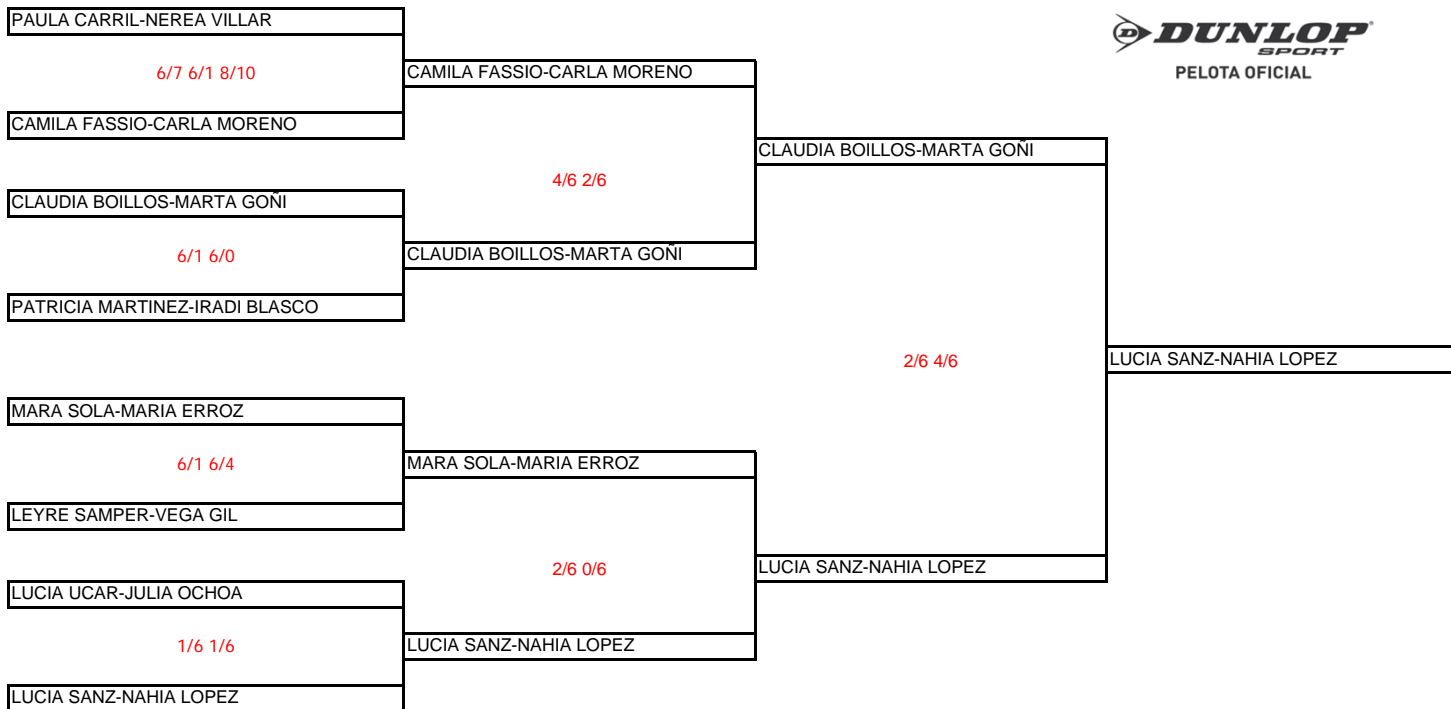 PAULA CARRIL-NEREA VILLAR
DUNLOP
SPORT
PELOTA OFICIAL
6/7 6/1 8/10
CAMILA FASSIO-CARLA MORENO
CAMILA FASSIO-CARLA MORENO
CLAUDIA BOILLOS-MARTA GOÑI
4/6 2/6
CLAUDIA BOILLOS-MARTA GOÑI
6/1 6/0
CLAUDIA BOILLOS-MARTA GOÑI
PATRICIA MARTINEZ-IRADI BLASCO
2/6 4/6
LUCIA SANZ-NAHIA LOPEZ
MARA SOLA-MARIA ERROZ
6/1 6/4
MARA SOLA-MARIA ERROZ
LEYRE SAMPER-VEGA GIL
2/6 0/6
LUCIA SANZ-NAHIA LOPEZ
LUCIA UCAR-JULIA OCHOA
1/6 1/6
LUCIA SANZ-NAHIA LOPEZ
LUCIA SANZ-NAHIA LOPEZ